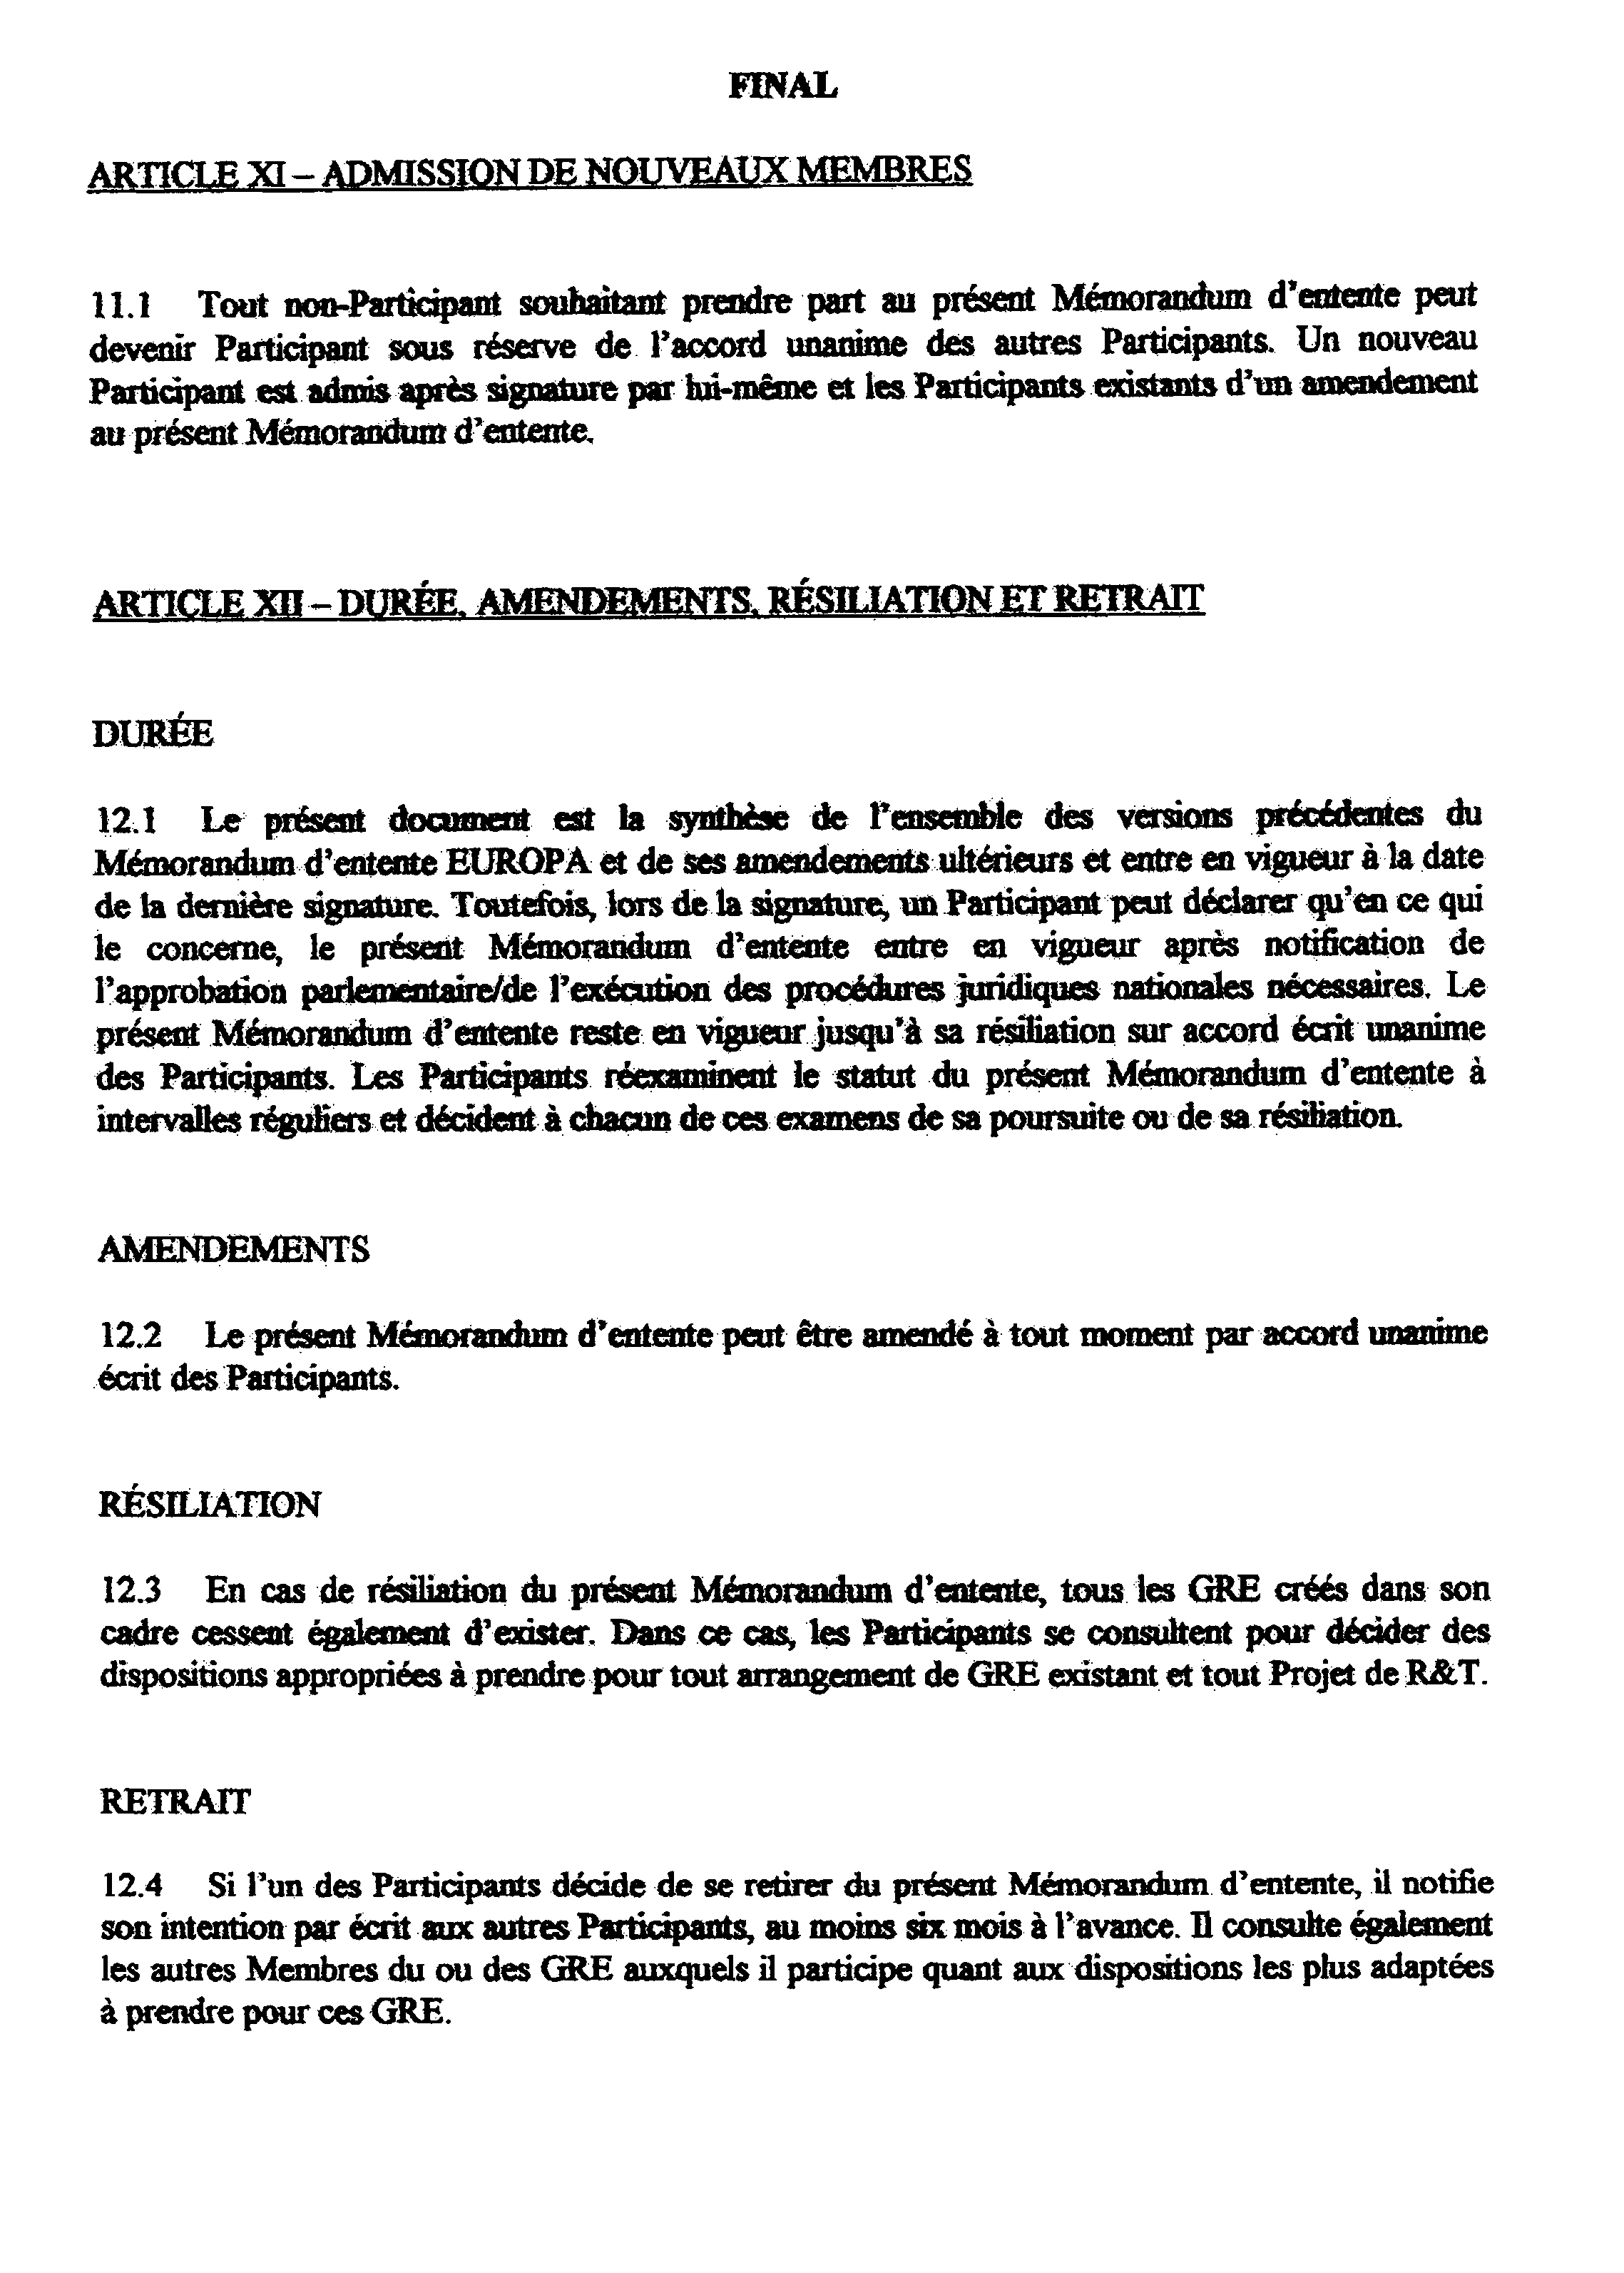 FINAL
ARTICLE XI – ADMISSION DE NOUVEAUX MEMBRES
11.1 Tout non-Participant souhaitant prendre part au présent Mémorandum d'entente peut
devenir Participant sous réserve de l'accord unanime des autres Participants. Un nouveau
Participant est admis après signature par lui-même et les Participants existants d'un amendement
au présent Mémorandum d'entente.
ARTICLE XII – DURÉE, AMENDEMENTS, RÉSILIATION ET RETRAIT
DURÉE
12.1 Le présent document est la synthèse de l'ensemble des versions précédentes du
Mémorandum d'entente EUROPA et de ses amendements ultérieurs et entre en vigueur à la date
de la dernière signature. Toutefois, lors de la signature, un Participant peut déclarer qu'en ce qui
le concerne, le présent Mémorandum d'entente entre en vigueur après notification de
l'approbation parlementaire/de l'exécution des procédures juridiques nationales nécessaires. Le
présent Mémorandum d'entente reste en vigueur jusqu'à sa résiliation sur accord écrit unanime
des Participants. Les Participants réexaminent le statut du présent Mémorandum d'entente à
intervalles réguliers et décident à chacun de ces examens de sa poursuite ou de sa résiliation.
AMENDEMENTS
12.2 Le présent Mémorandum d'entente peut être amendé à tout moment par accord unanime
écrit des Participants.
RÉSILIATION
12.3 En cas de résiliation du présent Mémorandum d'entente, tous les GRE créés dans son
cadre cessent également d'exister. Dans ce cas, les Participants se consultent pour décider des
dispositions appropriées à prendre pour tout arrangement de GRE existant et tout Projet de R&T.
RETRAIT
12.4 Si l'un des Participants décide de se retirer du présent Mémorandum d'entente, il notifie
son intention par écrit aux autres Participants, au moins six mois à l'avance. Il consulte également
les autres Membres du ou des GRE auxquels il participe quant aux dispositions les plus adaptées
à prendre pour ces GRE.